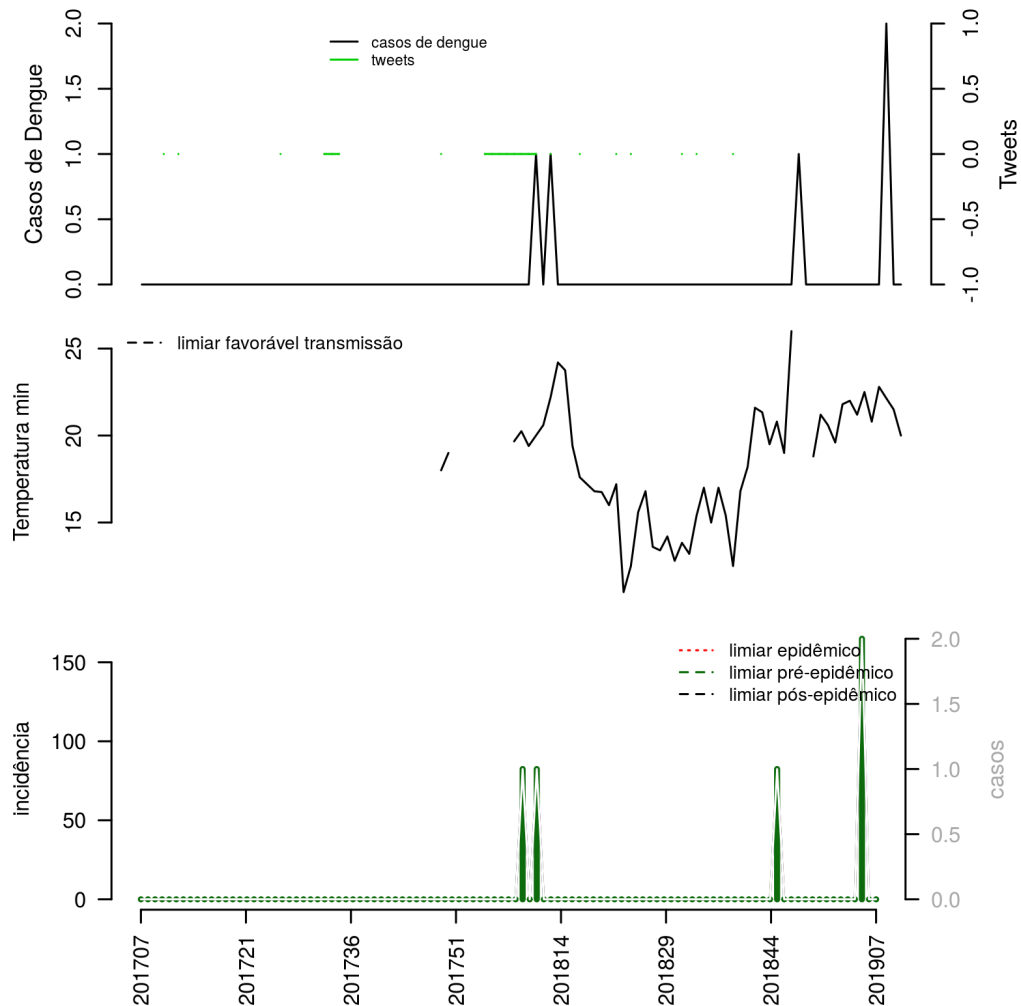 Casos de Dengue
0.0
0.5
1.0
1.5
2.0
casos de dengue
tweets
-1.0
-0.5
0.0
0.5
1.0
Tweets
Temperatura min
15
20
25
limiar favorável transmissão
incidência
0
50
100
150
limiar epidêmico
limiar pré-epidêmico
limiar pós-epidêmico
0.0
0.5
1.0
1.5
2.0
casos
201707
201721
201736
201751
201814
201829
201844
201907